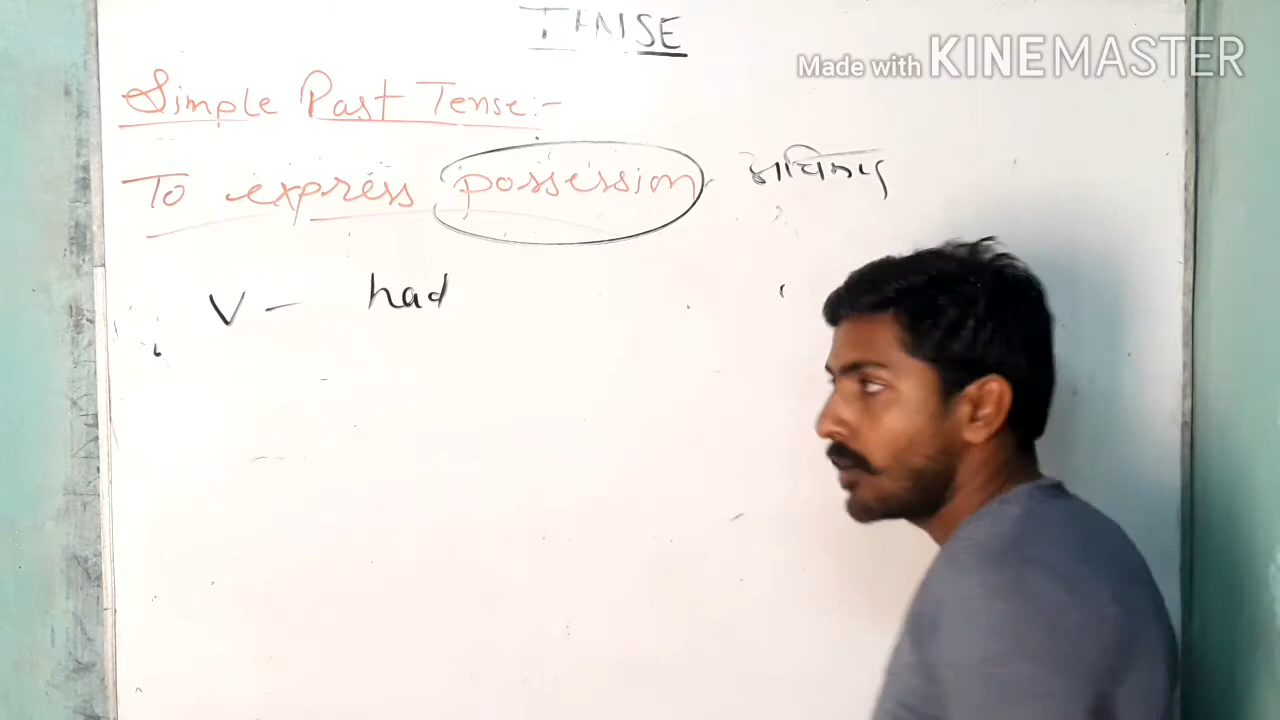 TENSE
Made with KINEMASTER
Simple Past Tense:-
To express possession
V - had